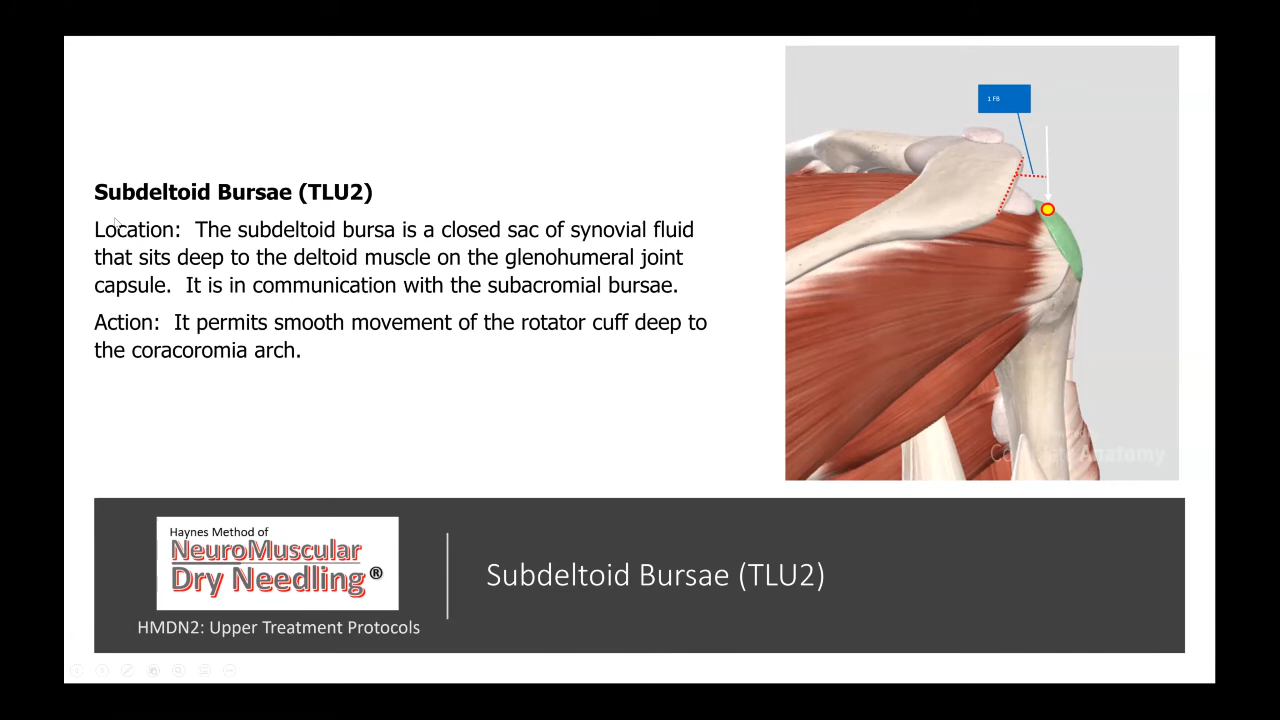 1 FB
Subdeltoid Bursae (TLU2)
Location: The subdeltoid bursa is a closed sac of synovial fluid
that sits deep to the deltoid muscle on the glenohumeral joint
capsule. It is in communication with the subacromial bursae.
Action: It permits smooth movement of the rotator cuff deep to
the coracoromia arch.
Anatomy
Haynes Method of
NeuroMuscular
Dry Needling®
HMDN2: Upper Treatment Protocols
Subdeltoid Bursae (TLU2)